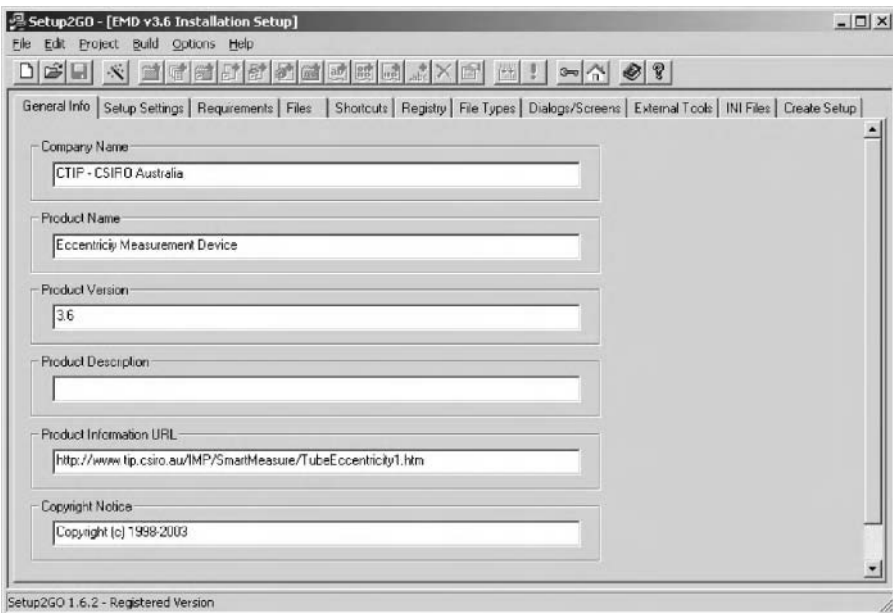 Setup2GO - [EMD v3.6 Installation Setup]
File Edit Project Build Options Help
General Info Setup Settings Requirements Files Shortcuts Registry File Types Dialogs/Screens External Tools INI Files Create Setup
Company Name
CTIP - CSIRO Australia
Product Name
Eccentriciy Measurement Device
Product Version
3.6
Product Description
Product Information URL
http://www.tip.csiro.au/IMP/SmartMeasure/TubeEccentricity1.htm
Copyright Notice
Copyright (c) 1998-2003
Setup2GO 1.6.2 - Registered Version